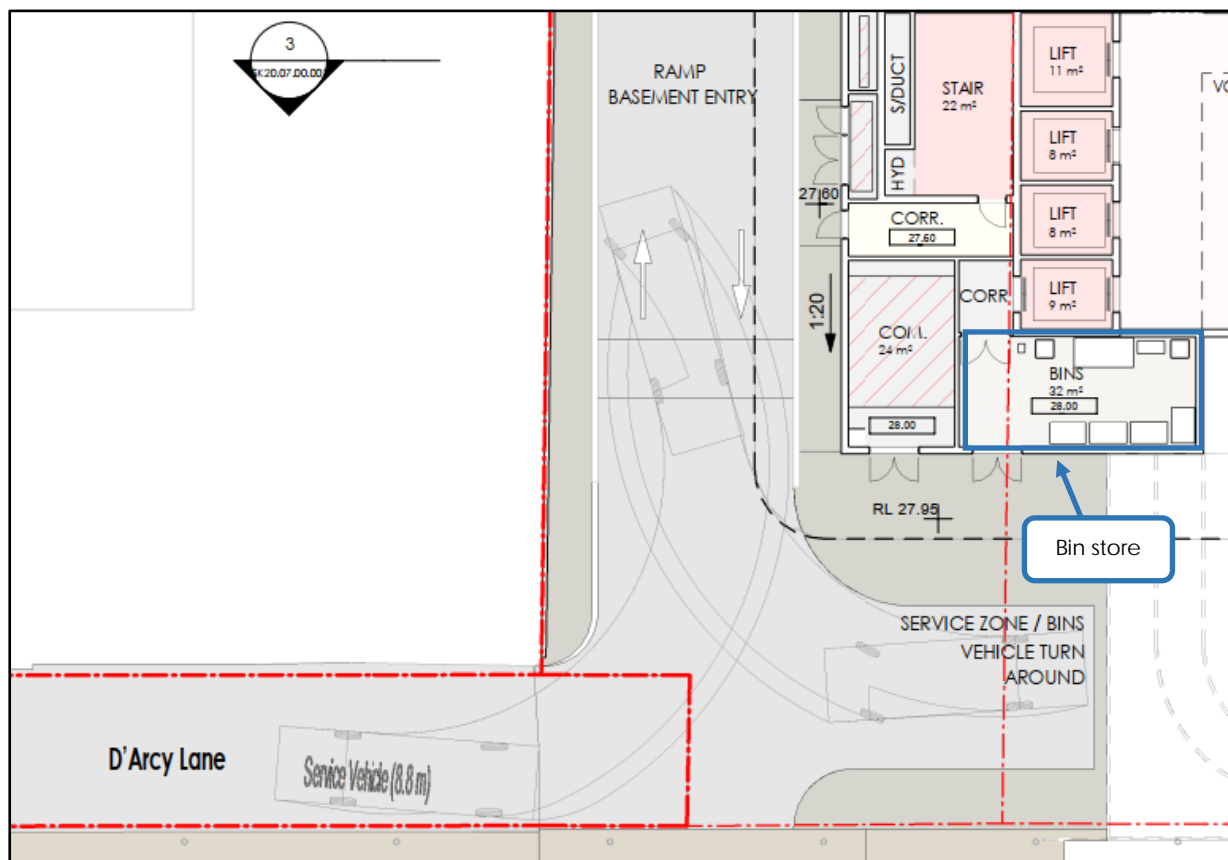 3
SK20.07.00.00
RAMP
BASEMENT ENTRY
S/DUCT
HYD
STAIR
22 m²
LIFT
11 m²
LIFT
8 m²
LIFT
8 m²
LIFT
9 m²
27.60
CORR.
27.60
1:20
CORR.
COM.
24 m²
28.00
BINS
32 m²
28.00
RL 27.95
Bin store
SERVICE ZONE / BINS
VEHICLE TURN
AROUND
D'Arcy Lane
Service Vehicle (8.8 m)